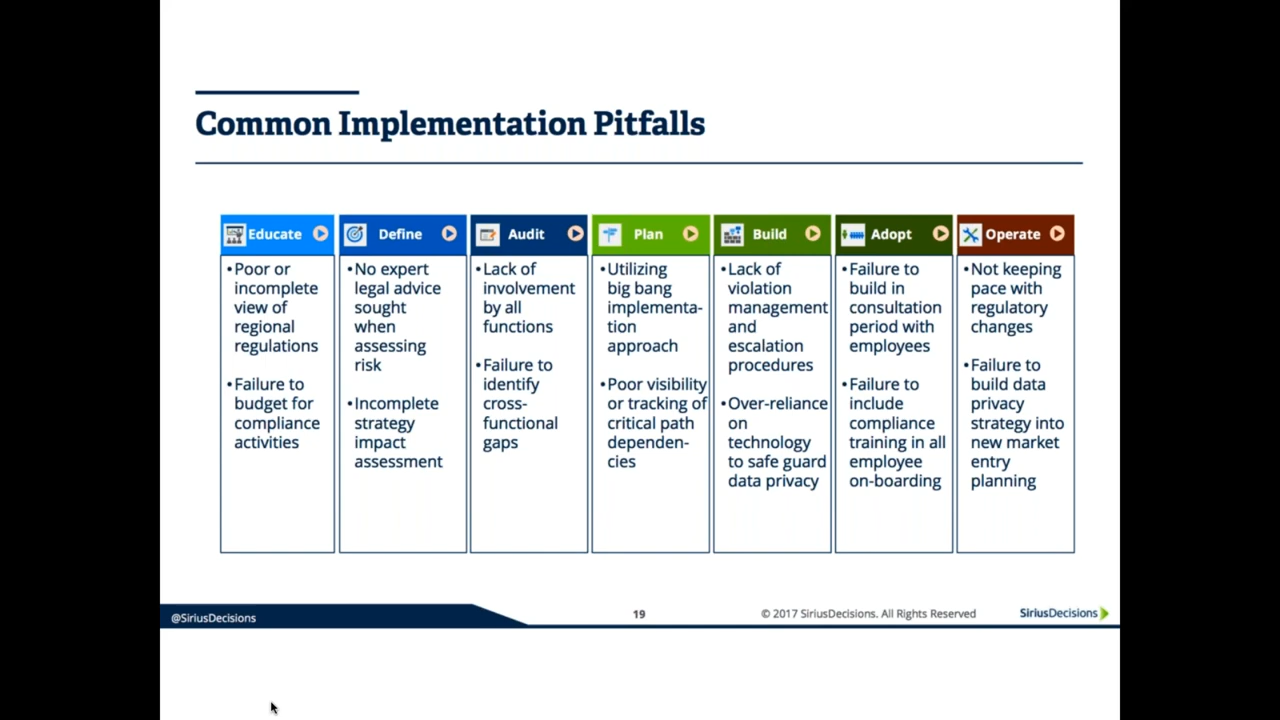 Common Implementation Pitfalls
Educate
•Poor or
incomplete
view of
regional
regulations
•Failure to
budget for
compliance
activities
Define
•No expert
legal advice
sought
when
assessing
risk
•Incomplete
strategy
impact
assessment
Audit
•Lack of
involvement
by all
functions
•Failure to
identify
cross-
functional
gaps
Plan
•Utilizing
big bang
implementa-
tion
approach
•Poor visibility
or tracking of
critical path
dependen-
cies
Build
•Lack of
violation
management
and
escalation
procedures
•Over-reliance
on
technology
to safe guard
data privacy
Adopt
•Failure to
build in
consultation
period with
employees
•Failure to
include
compliance
training in all
employee
on-boarding
Operate
•Not keeping
pace with
regulatory
changes
•Failure to
build data
privacy
strategy into
new market
entry
planning
@SiriusDecisions
19
© 2017 SiriusDecisions. All Rights Reserved
SiriusDecisions